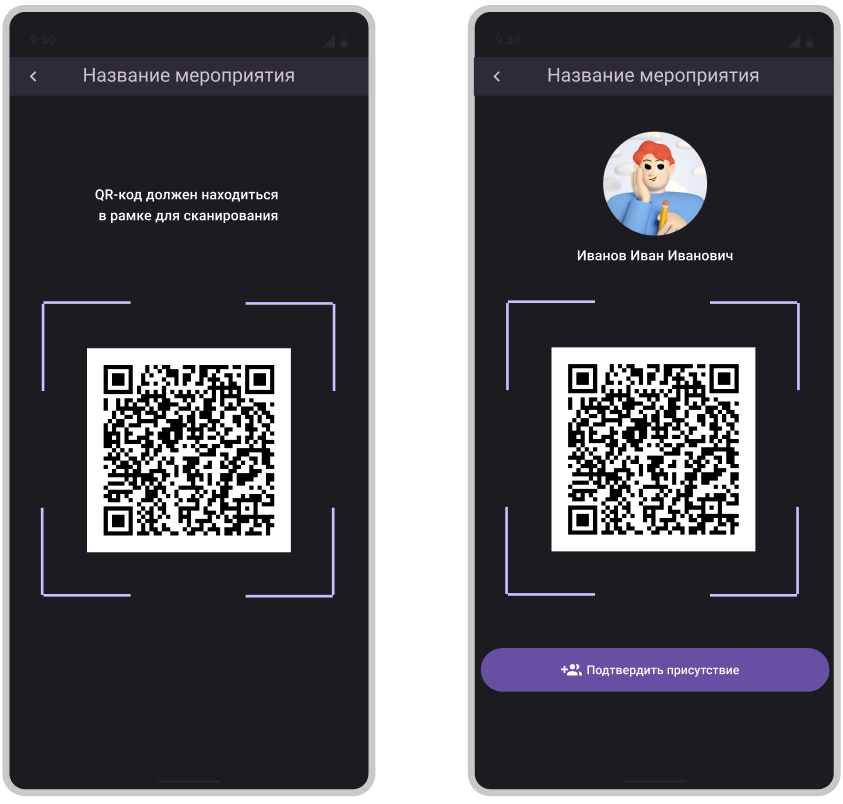 9:30
Название мероприятия
QR-код должен находиться
в рамке для сканирования
9:30
Название мероприятия
Иванов Иван Иванович
Подтвердить присутствие